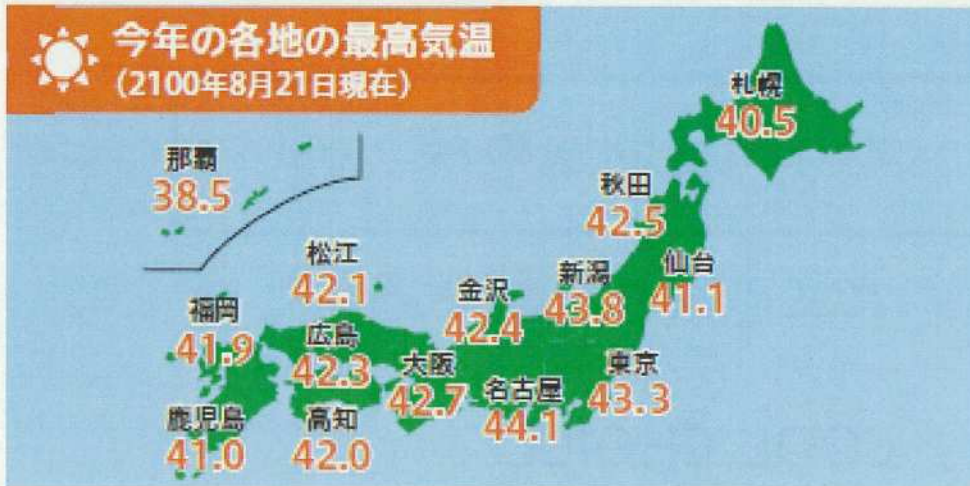 今年の各地の最高気温
(2100年8月21日現在)
札幌
40.5
那覇
38.5
秋田
42.5
仙台
41.1
新潟
43.8
金沢
42.4
松江
42.1
福岡
41.9
広島
42.3
大阪
42.7
東京
43.3
名古屋
44.1
鹿児島
41.0
高知
42.0